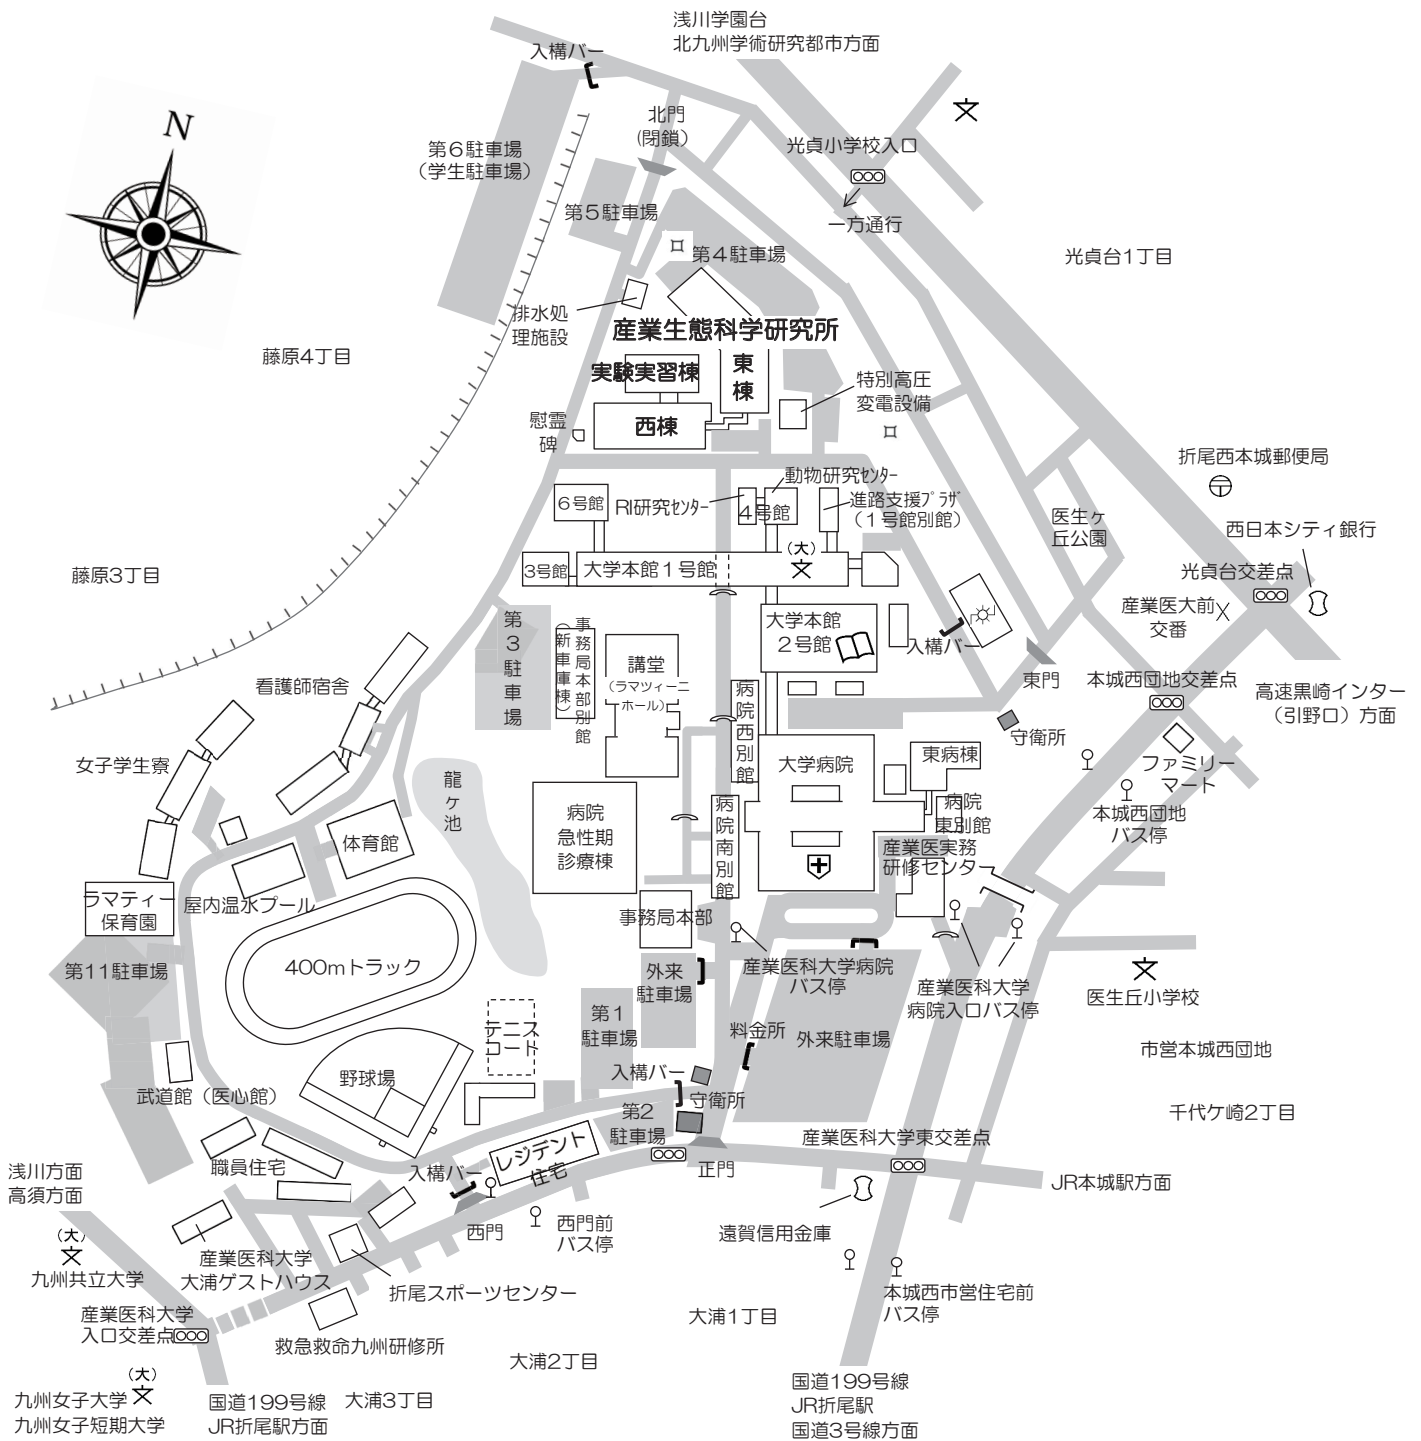 浅川学園台
北九州学術研究都市方面
入構バー
N
北門
(閉鎖)
第6駐車場
(学生駐車場)
光貞小学校入口
第5駐車場
一方通行
第4駐車場
光貞台1丁目
排水処
理施設
産業生態科学研究所
藤原4丁目
実験実習棟
東
棟
特別高圧
変電設備
慰霊
碑
西棟
折尾西本城郵便局
動物研究センター
6号館
RI研究センター
4号館
進路支援プラザ
(1号館別館)
医生ヶ
丘公園
西日本シティ銀行
(大)
文
3号館
大学本館1号館
藤原3丁目
光貞台交差点
産業医大前
交番
第3駐車場
事務局本部別館
(新車庫棟)
講堂
(ラマツィーニ
ホール)
大学本館
2号館
入構バー
東門
看護師宿舎
本城西団地交差点
高速黒崎インター
(引野口)方面
病院西別館
守衛所
女子学生寮
龍ヶ池
大学病院
東病棟
ファミリー
マート
病院
急性期
診療棟
病院南別館
病院
東別館
本城西団地
バス停
体育館
産業医実務
研修センター
ラマティー
保育園
屋内温水プール
事務局本部
第11駐車場
400mトラック
外来
駐車場
産業医科大学病院
バス停
産業医科大学
病院入口バス停
文
医生丘小学校
テニス
コート
第1
駐車場
料金所
外来駐車場
市営本城西団地
野球場
入構バー
守衛所
武道館(医心館)
第2
駐車場
千代ケ崎2丁目
産業医科大学東交差点
職員住宅
入構バー
レジデント
住宅
正門
浅川方面
高須方面
JR本城駅方面
(大)
文
九州共立大学
西門
西門前
バス停
遠賀信用金庫
産業医科大学
大浦ゲストハウス
折尾スポーツセンター
本城西市営住宅前
バス停
産業医科大学
入口交差点
大浦1丁目
救急救命九州研修所
大浦2丁目
(大)
文
九州女子大学
九州女子短期大学
国道199号線
JR折尾駅方面
大浦3丁目
国道199号線
JR折尾駅
国道3号線方面